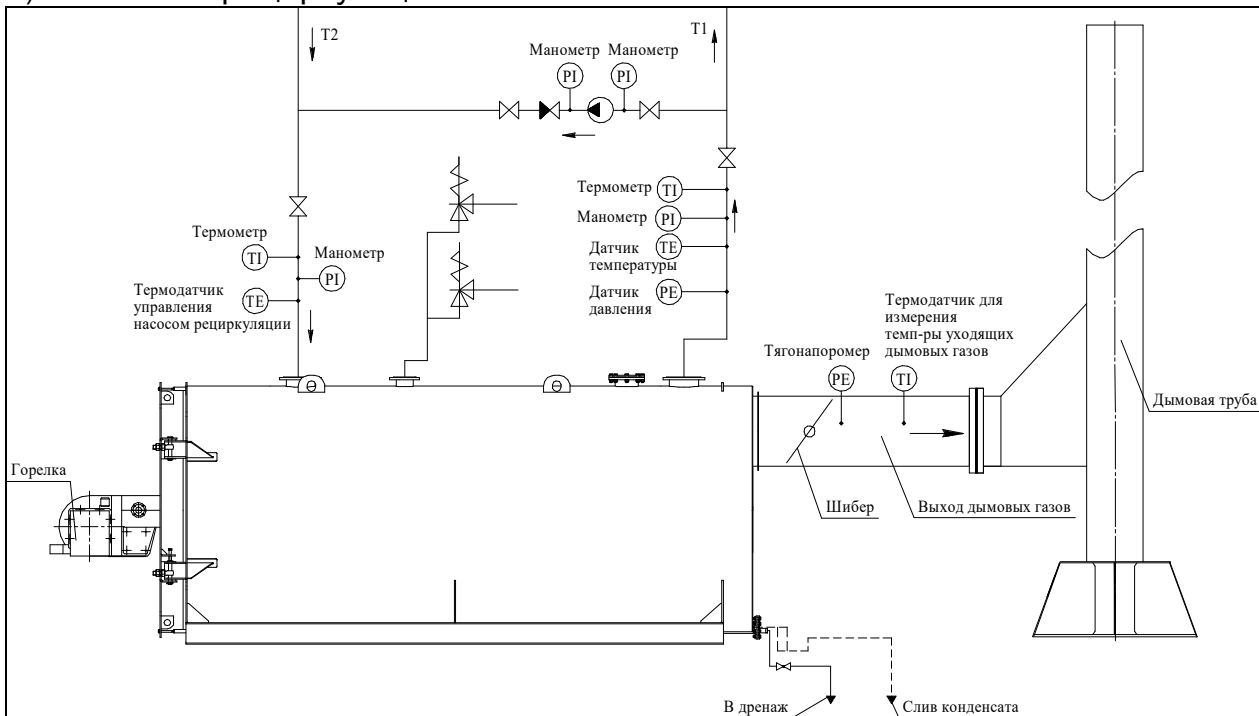 T2
T1
Манометр
Манометр
PI
PI
Термометр
TI
Манометр
PI
Датчик
температуры
TE
Датчик
давления
PE
Термометр
TI
Манометр
PI
Термодатчик
управления
насосом рециркуляции
TE
Термодатчик для
измерения
темп-ры уходящих
дымовых газов
Тягонапоромер
PE
TI
Дымовая труба
Горелка
Шибер
Выход дымовых газов
В дренаж
Слив конденсата